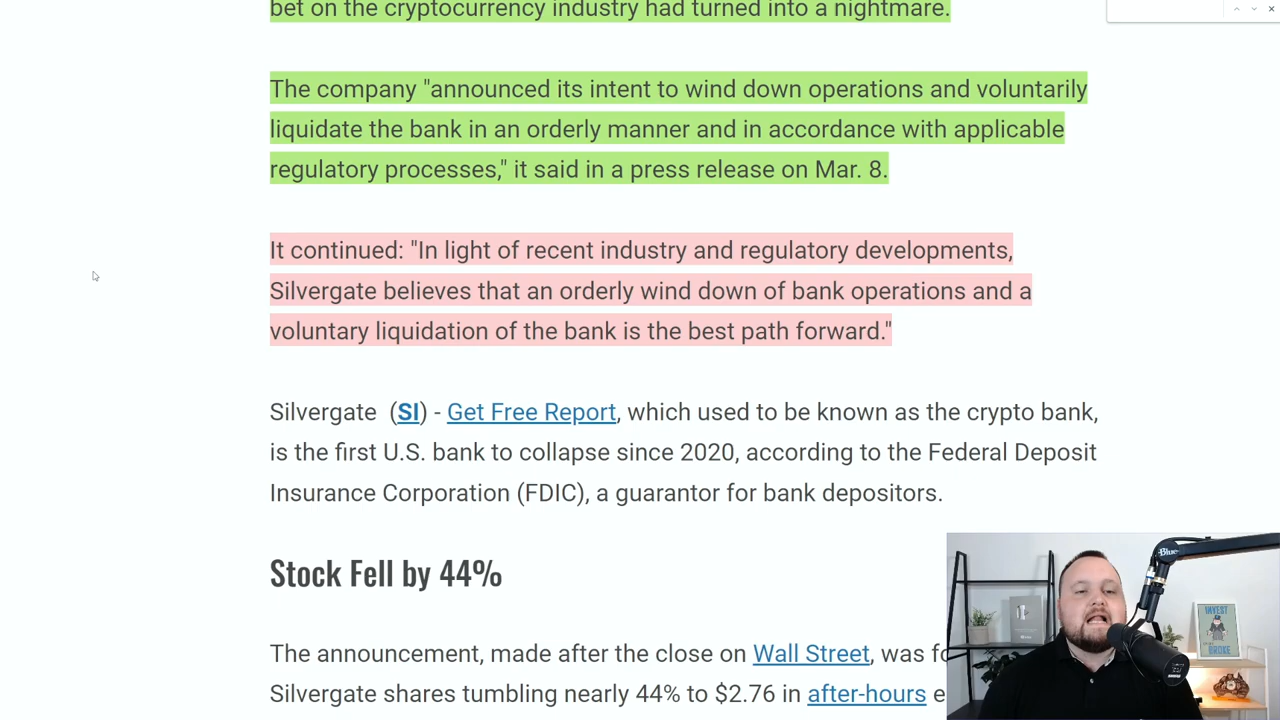 bet on the cryptocurrency industry had turned into a nightmare.
The company "announced its intent to wind down operations and voluntarily
liquidate the bank in an orderly manner and in accordance with applicable
regulatory processes," it said in a press release on Mar. 8.
It continued: "In light of recent industry and regulatory developments,
Silvergate believes that an orderly wind down of bank operations and a
voluntary liquidation of the bank is the best path forward."
Silvergate (SI) - Get Free Report, which used to be known as the crypto bank,
is the first U.S. bank to collapse since 2020, according to the Federal Deposit
Insurance Corporation (FDIC), a guarantor for bank depositors.
Stock Fell by 44%
The announcement, made after the close on Wall Street, was
Silvergate shares tumbling nearly 44% to $2.76 in after-hours
Blue
INVEST
BROKE